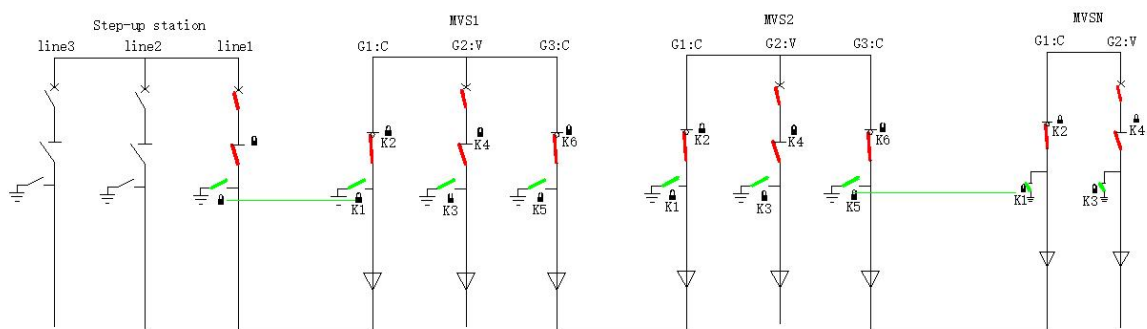 Step-up station
line3 line2 line1
MVS1
G1:C G2:V G3:C
K2 K4 K6
K1 K3 K5
MVS2
G1:C G2:V G3:C
K2 K4 K6
K1 K3 K5
MVSN
G1:C G2:V
K2 K4
K1 K3